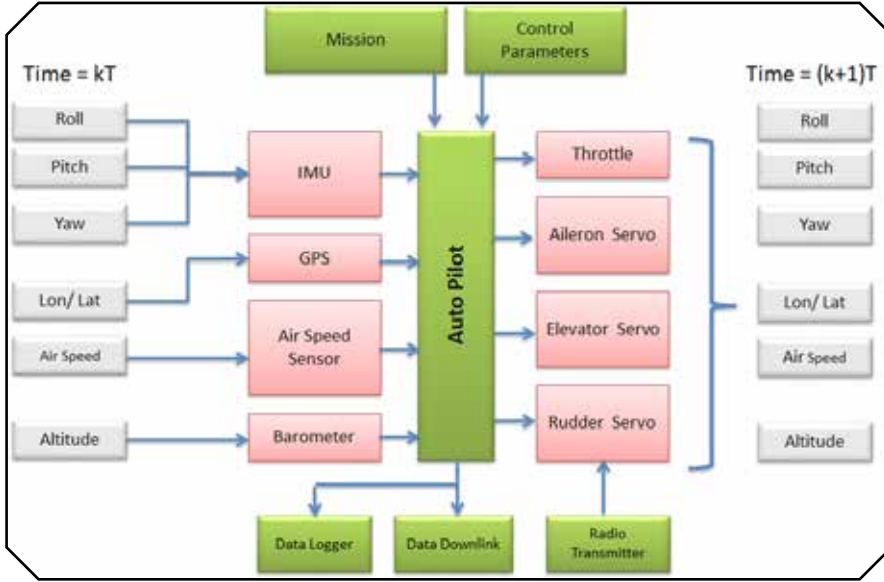 Mission
Control
Parameters
Time = kT
Time = (k+1)T
Roll
Pitch
Yaw
Lon/ Lat
Air Speed
Altitude
IMU
GPS
Air Speed
Sensor
Barometer
Auto Pilot
Throttle
Aileron Servo
Elevator Servo
Rudder Servo
Roll
Pitch
Yaw
Lon/ Lat
Air Speed
Altitude
Data Logger
Data Downlink
Radio
Transmitter